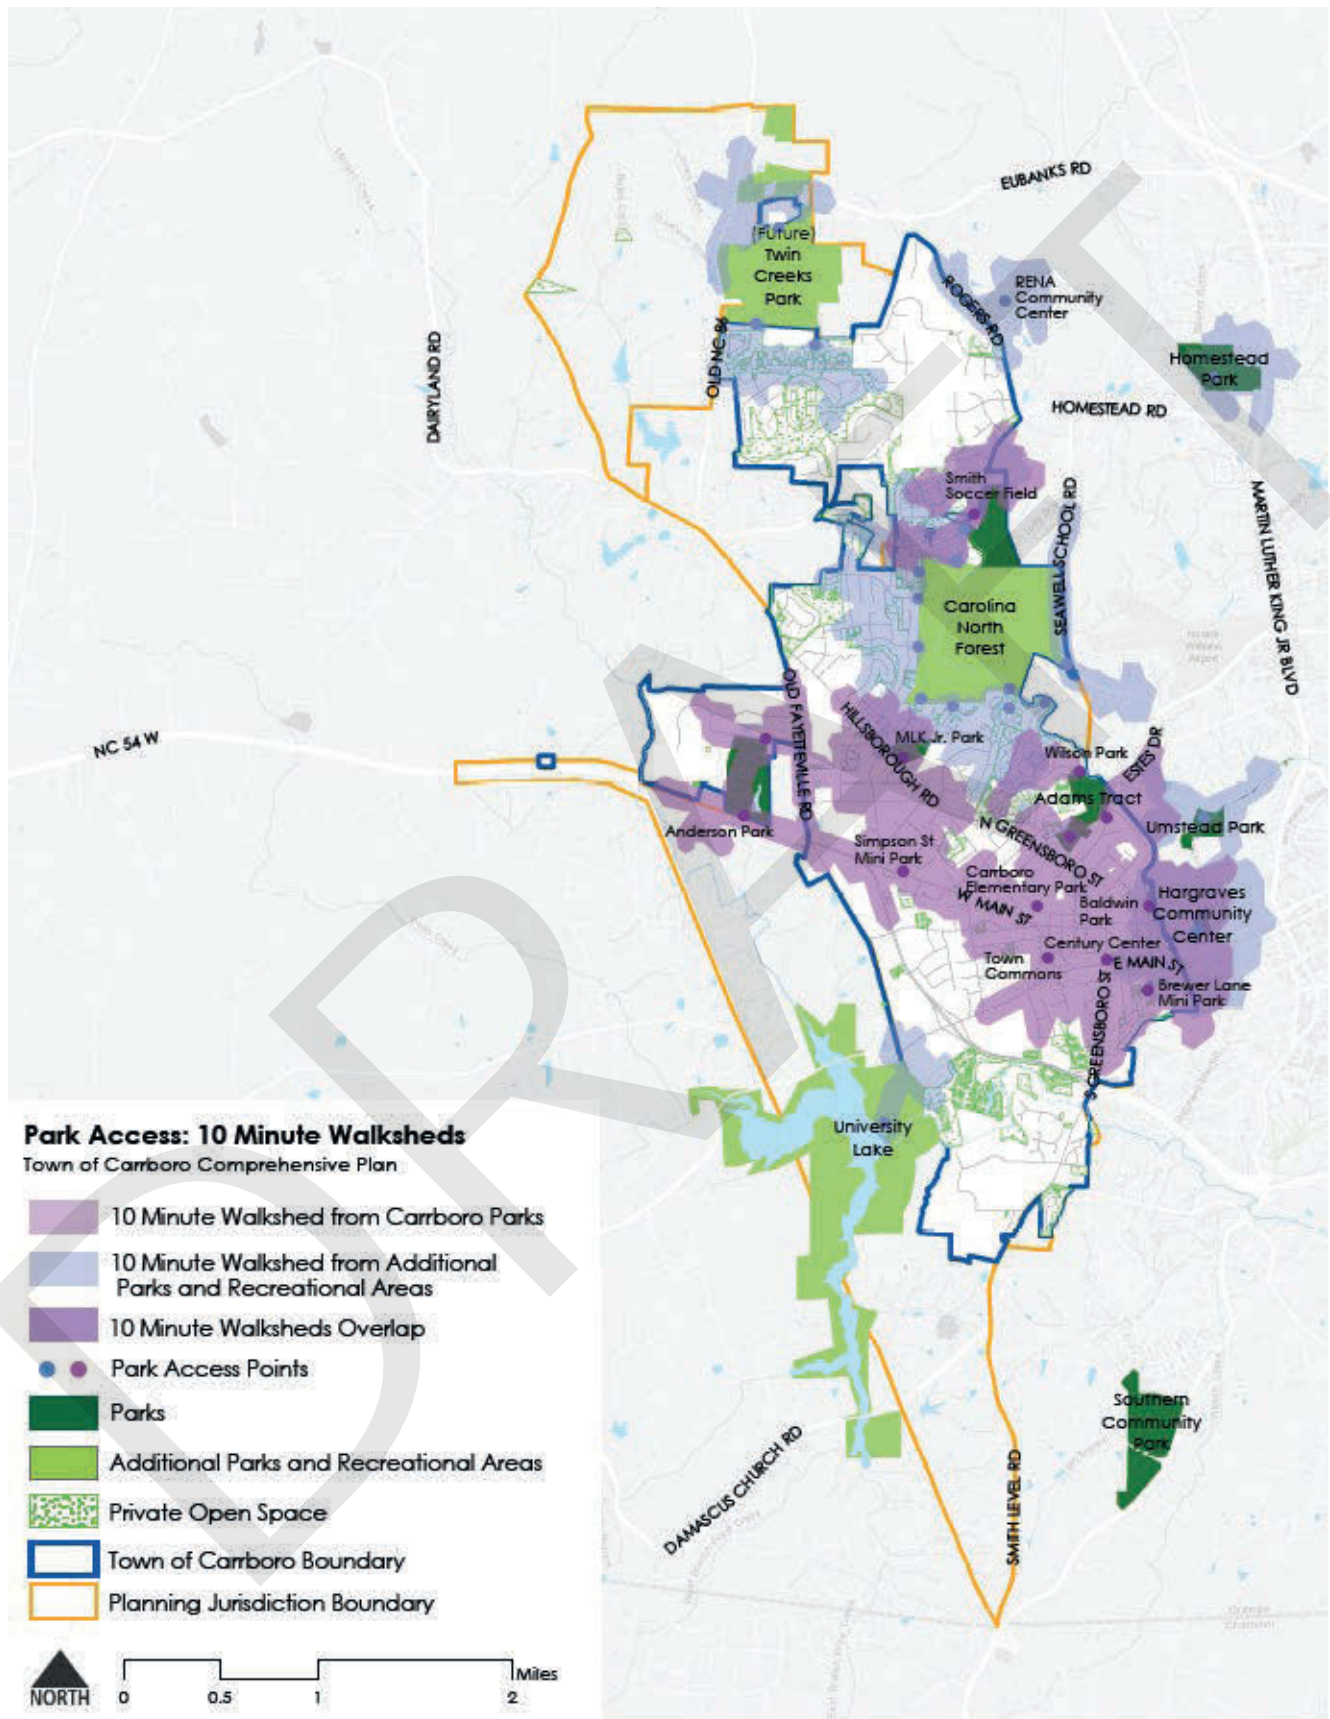 EUBANKS RD
(Future)
Twin
Creeks
Park
ROGERS RD
RENA
Community
Center
OLD NC 86
DAIRYLAND RD
Homestead
Park
HOMESTEAD RD
Smith
Soccer Field
SEAWELL SCHOOL RD
MARTIN LUTHER KING JR BLVD
Carolina
North
Forest
OLD FAYETTEVILLE RD
HILLSBOROUGH RD
MLK Jr. Park
NC 54 W
Wilson Park
ESTES DR
Adams Tract
Anderson Park
N GREENSBORO ST
Umstead Park
Simpson St
Mini Park
Carrboro
Elementary Park
W MAIN ST
Baldwin
Park
Hargraves
Community
Center
Century Center
E MAIN ST
Town
Commons
Brewer Lane
Mini Park
S GREENSBORO ST
University
Lake
Southern
Community
Park
DAMASCUS CHURCH RD
SMITH LEVEL RD
DRAFT
Park Access: 10 Minute Walksheds
Town of Carrboro Comprehensive Plan
10 Minute Walkshed from Carrboro Parks
10 Minute Walkshed from Additional
Parks and Recreational Areas
10 Minute Walksheds Overlap
Park Access Points
Parks
Additional Parks and Recreational Areas
Private Open Space
Town of Carrboro Boundary
Planning Jurisdiction Boundary
NORTH
0 0.5 1 2 Miles